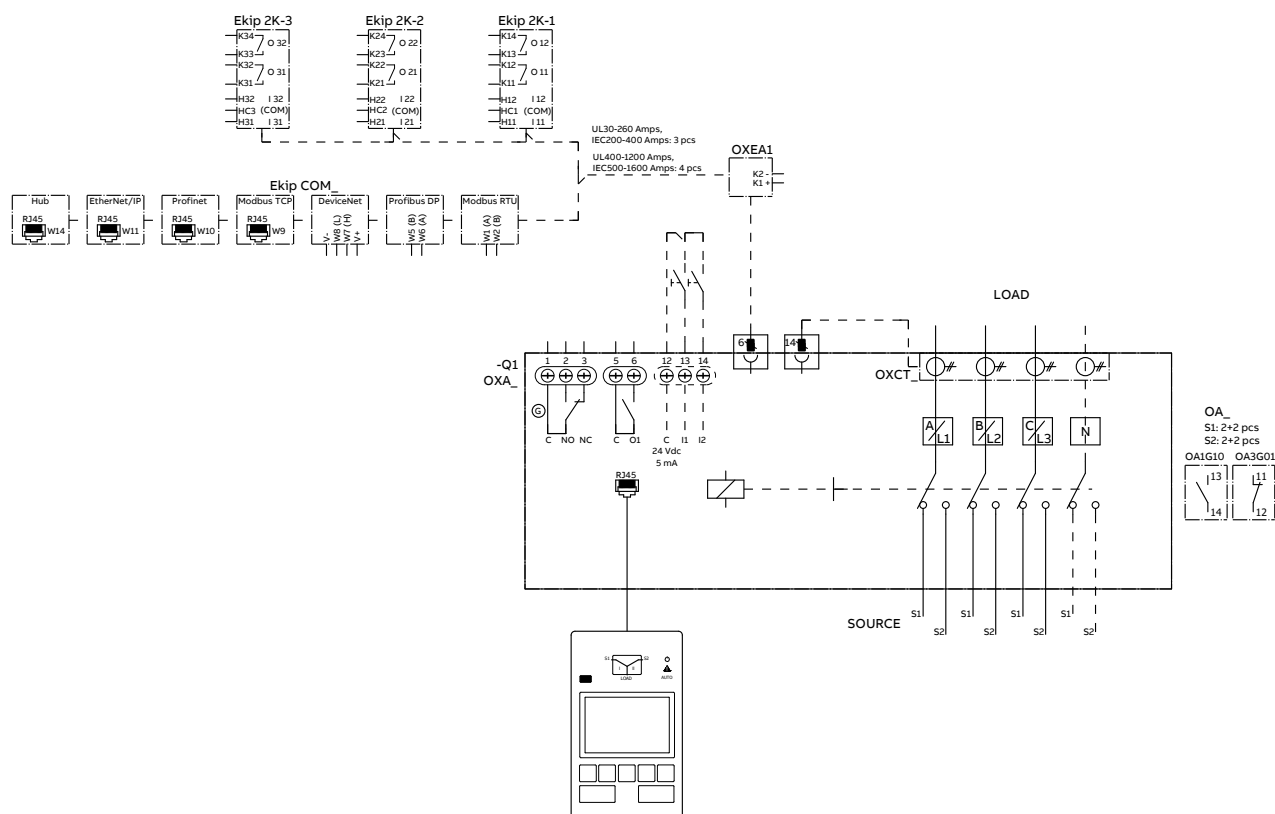 Ekip 2K-3 Ekip 2K-2 Ekip 2K-1
K34 O 32 K24 O 22 K14 O 12
K33 K23 K13
K32 O 31 K22 O 21 K12 O 11
K31 K21 K11
H32 I 32 H22 I 22 H12 I 12
HC3 (COM) HC2 (COM) HC1 (COM)
H31 I 31 H21 I 21 H11 I 11
UL30-260 Amps,
IEC200-400 Amps: 3 pcs
UL400-1200 Amps,
IEC500-1600 Amps: 4 pcs
OXEA1
K2 -
K1 +
Ekip COM_
Hub EtherNet/IP Profinet Modbus TCP DeviceNet Profibus DP Modbus RTU
RJ45 RJ45 RJ45 RJ45
W14 W11 W10 W9
V- W8 (L) W7 (H) V+ W5 (B) W6 (A) W1 (A) W2 (B)
LOAD
6 14
-Q1
OXA_
1 2 3 5 6 12 13 14
OXCT_
G
C NO NC C O1 C I1 I2
24 Vdc
5 mA
A L1 B L2 C L3 N
OA_
S1: 2+2 pcs
S2: 2+2 pcs
OA1G10 OA3G01
13 11
14 12
RJ45
SOURCE
S1 S1 S1 S1
S2 S2 S2 S2
S1 S2
I II
LOAD
AUTO